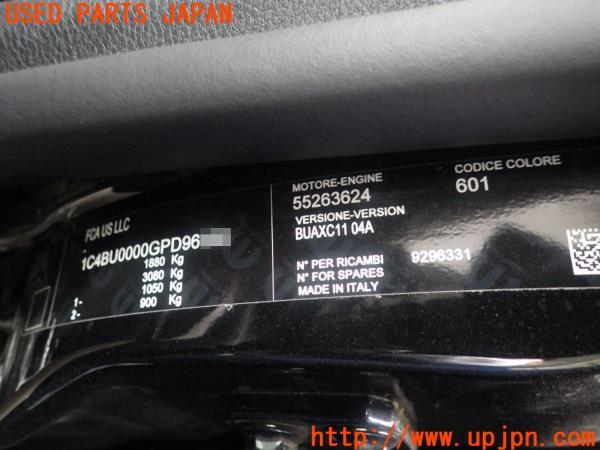 USED PARTS UPJ
FCA US LLC
1C4BU0000GPD96
1880 Kg
3080 Kg
1- 1050 Kg
2- 900 Kg
MOTORE-ENGINE
55263624
VERSIONE-VERSION
BUAXC11 04A
N° PER RICAMBI 9296331
N° FOR SPARES
MADE IN ITALY
CODICE COLORE
601
http://www.upjpn.com/